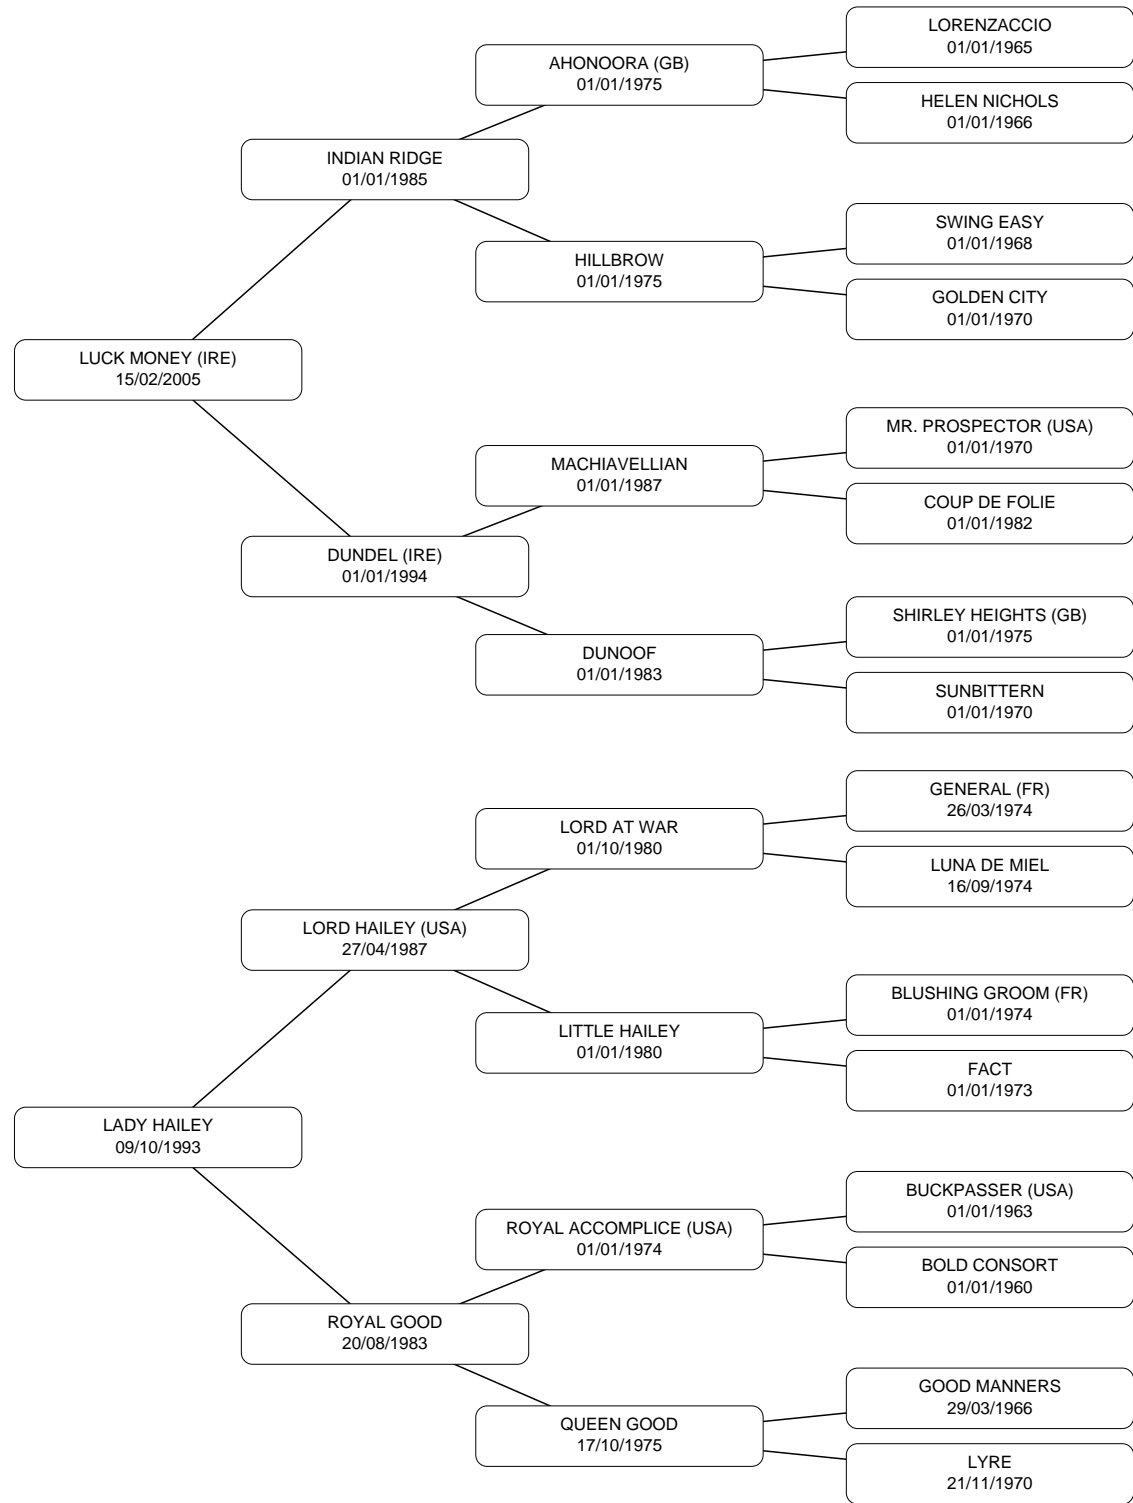 LORENZACCIO
01/01/1965
AHONOORA (GB)
01/01/1975
HELEN NICHOLS
01/01/1966
INDIAN RIDGE
01/01/1985
SWING EASY
01/01/1968
HILLBROW
01/01/1975
GOLDEN CITY
01/01/1970
LUCK MONEY (IRE)
15/02/2005
MR. PROSPECTOR (USA)
01/01/1970
MACHIAVELLIAN
01/01/1987
COUP DE FOLIE
01/01/1982
DUNDEL (IRE)
01/01/1994
SHIRLEY HEIGHTS (GB)
01/01/1975
DUNOOF
01/01/1983
SUNBITTERN
01/01/1970
GENERAL (FR)
26/03/1974
LORD AT WAR
01/10/1980
LUNA DE MIEL
16/09/1974
LORD HAILEY (USA)
27/04/1987
BLUSHING GROOM (FR)
01/01/1974
LITTLE HAILEY
01/01/1980
FACT
01/01/1973
LADY HAILEY
09/10/1993
BUCKPASSER (USA)
01/01/1963
ROYAL ACCOMPLICE (USA)
01/01/1974
BOLD CONSORT
01/01/1960
ROYAL GOOD
20/08/1983
GOOD MANNERS
29/03/1966
QUEEN GOOD
17/10/1975
LYRE
21/11/1970